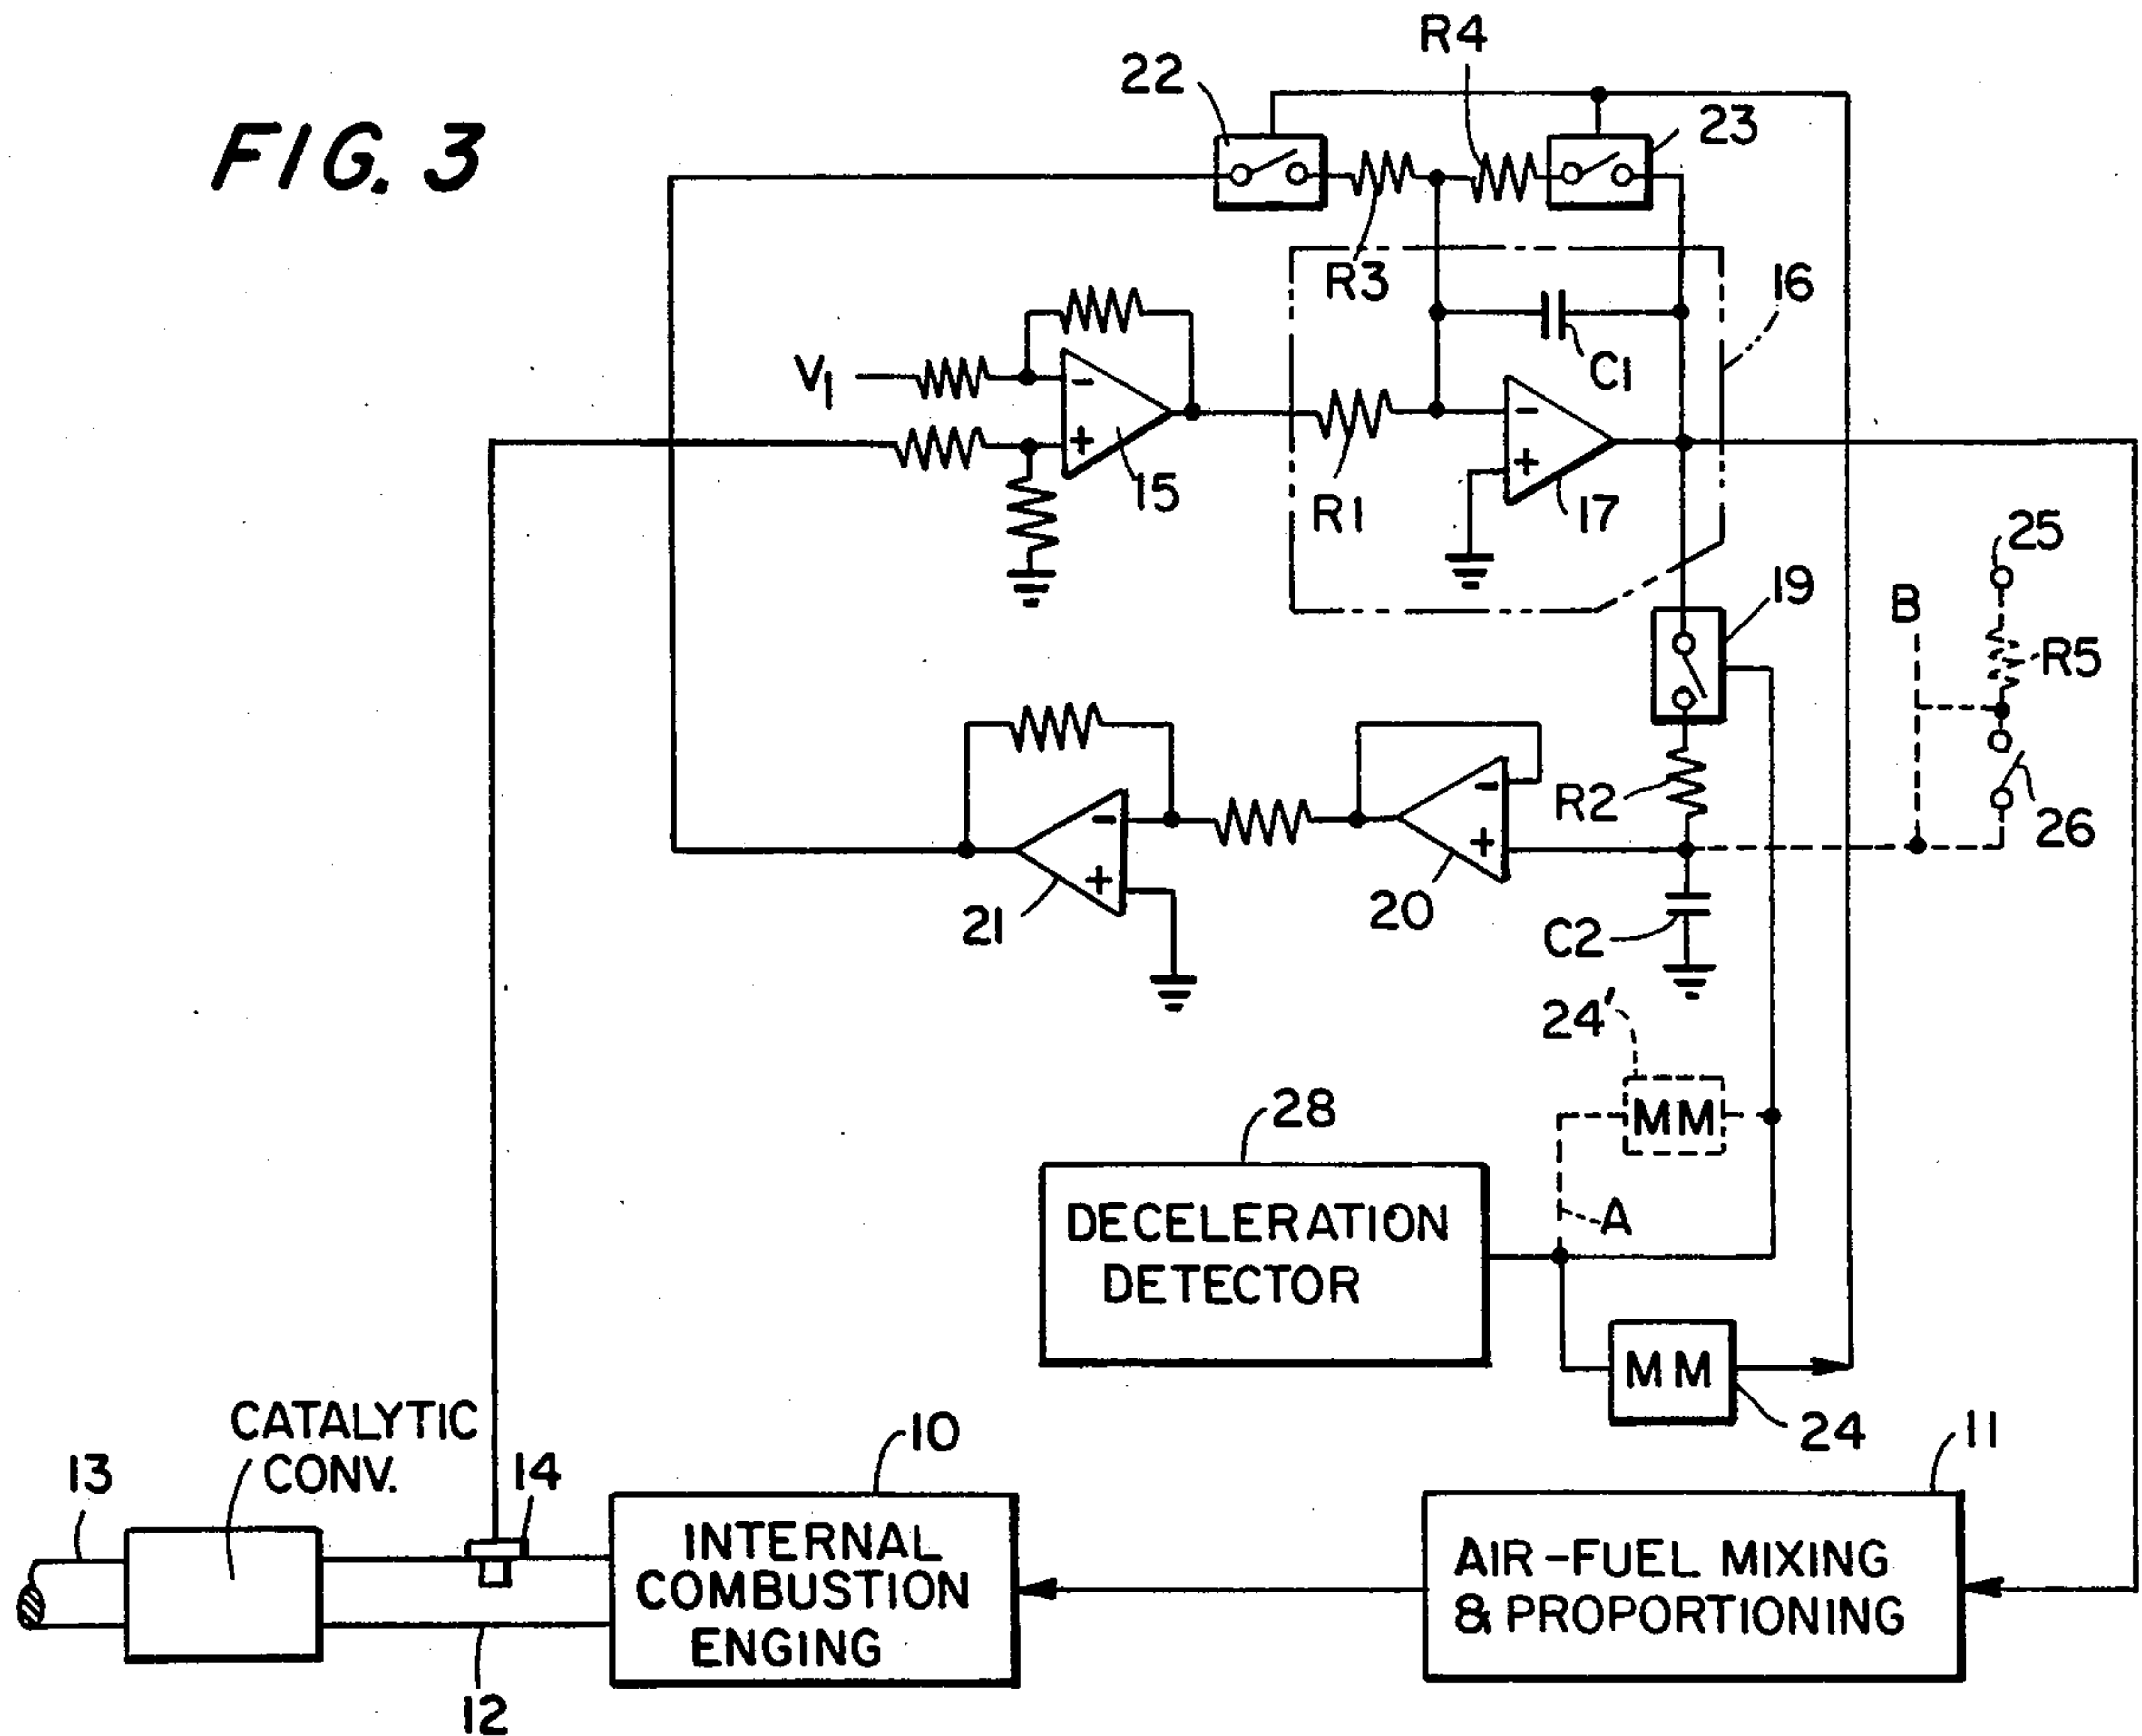 FIG. 3
R4
22
23
R3
16
C1
V1
15
R1
17
25
19
B
R5
R2
26
20
21
C2
24'
MM
28
A
DECELERATION
DETECTOR
MM
24
CATALYTIC
CONV.
13
14
10
11
INTERNAL
COMBUSTION
ENGING
AIR-FUEL MIXING
& PROPORTIONING
12